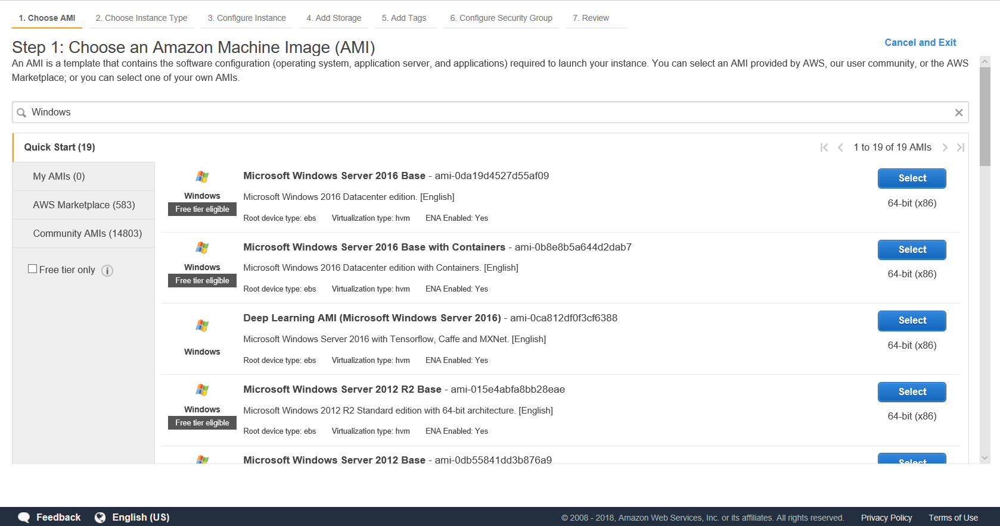 1. Choose AMI 2. Choose Instance Type 3. Configure Instance 4. Add Storage 5. Add Tags 6. Configure Security Group 7. Review
Step 1: Choose an Amazon Machine Image (AMI)
Cancel and Exit
An AMI is a template that contains the software configuration (operating system, application server, and applications) required to launch your instance. You can select an AMI provided by AWS, our user community, or the AWS
Marketplace; or you can select one of your own AMIs.
Windows
Quick Start (19)
1 to 19 of 19 AMIs
My AMIs (0)
AWS Marketplace (583)
Community AMIs (14803)
Free tier only
Microsoft Windows Server 2016 Base - ami-0da19d4527d55af09
Select
Windows
Free tier eligible
Microsoft Windows 2016 Datacenter edition. [English]
64-bit (x86)
Root device type: ebs Virtualization type: hvm ENA Enabled: Yes
Microsoft Windows Server 2016 Base with Containers - ami-0b8e8b5a644d2dab7
Select
Windows
Free tier eligible
Microsoft Windows 2016 Datacenter edition with Containers. [English]
64-bit (x86)
Root device type: ebs Virtualization type: hvm ENA Enabled: Yes
Deep Learning AMI (Microsoft Windows Server 2016) - ami-0ca812df0f3cf6388
Select
Windows
Microsoft Windows Server 2016 with Tensorflow, Caffe and MXNet. [English]
64-bit (x86)
Root device type: ebs Virtualization type: hvm ENA Enabled: Yes
Microsoft Windows Server 2012 R2 Base - ami-015e4abfa8bb28eae
Select
Windows
Free tier eligible
Microsoft Windows 2012 R2 Standard edition with 64-bit architecture. [English]
64-bit (x86)
Root device type: ebs Virtualization type: hvm ENA Enabled: Yes
Microsoft Windows Server 2012 Base - ami-0db55841dd3b876a9
Select
Feedback English (US)
© 2008 - 2018, Amazon Web Services, Inc. or its affiliates. All rights reserved. Privacy Policy Terms of Use